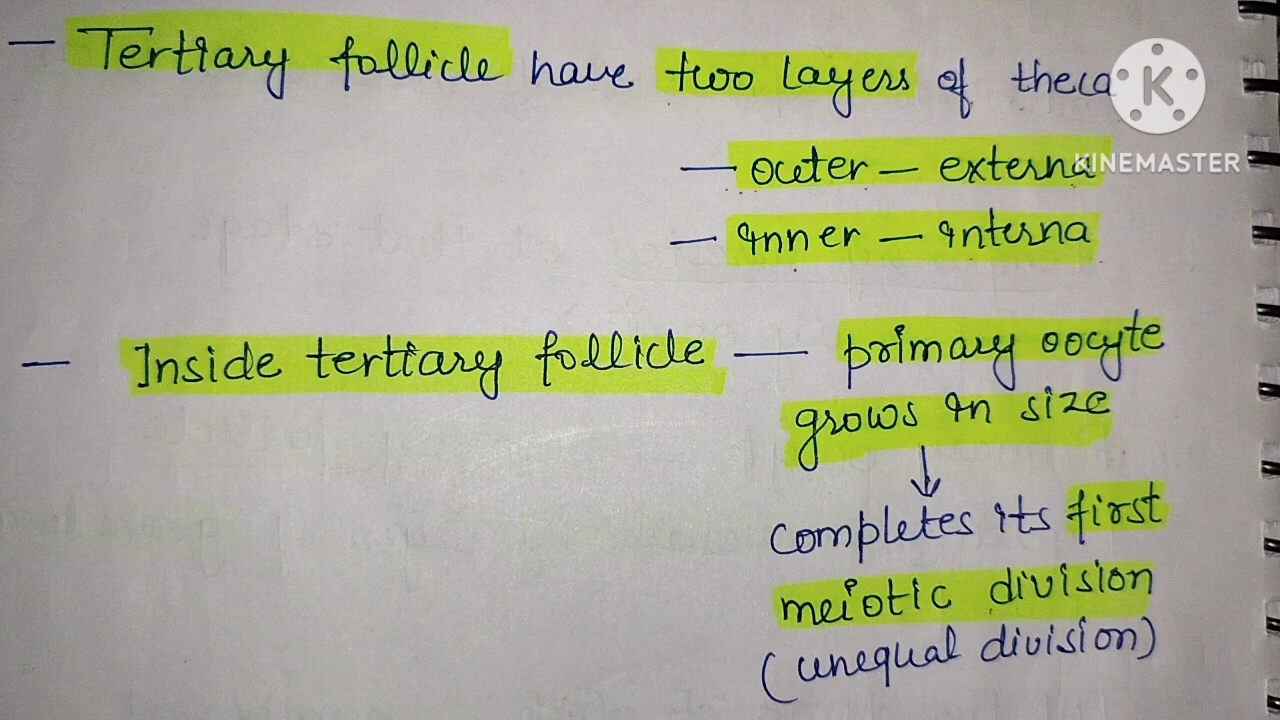 — Tertiary follicle have two layers of theca
— outer — externa
— inner — interna
— Inside tertiary follicle — primary oocyte
grows in size
↓
completes its first
meiotic division
(unequal division)
K
KINEMASTER